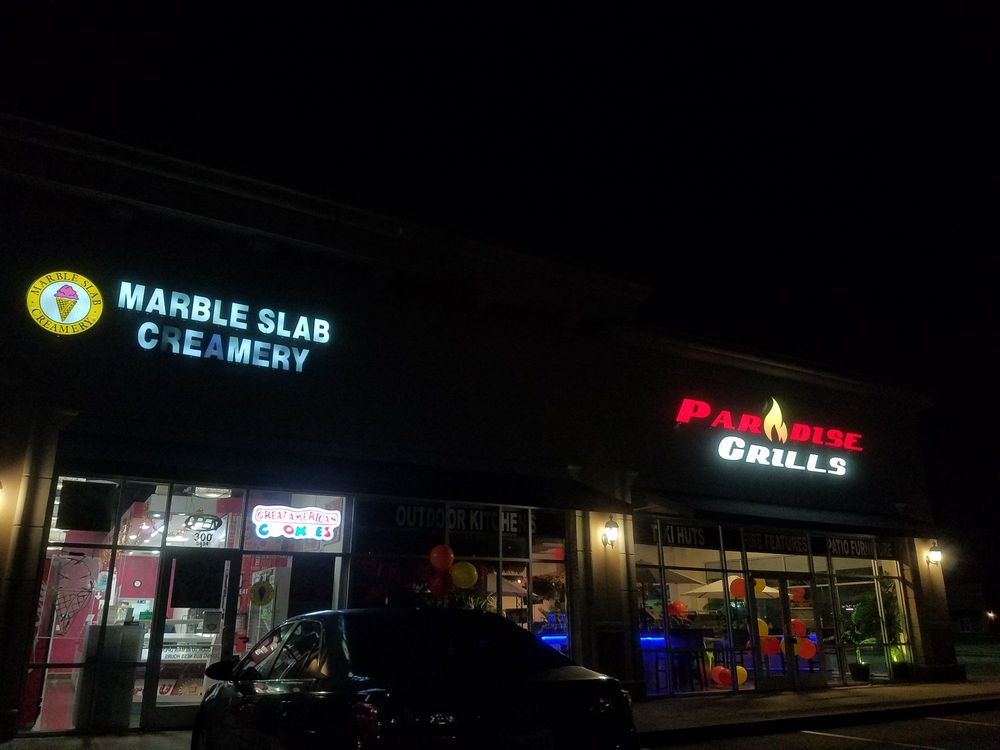 MARBLE SLAB
CREAMERY
MARBLE SLAB
CREAMERY
PARADISE
GRILLS
GREAT AMERICAN
COOKIES
OPEN
300
OUTDOOR KITCHENS
TIKI HUTS
FIRE FEATURES
PATIO FURNITURE